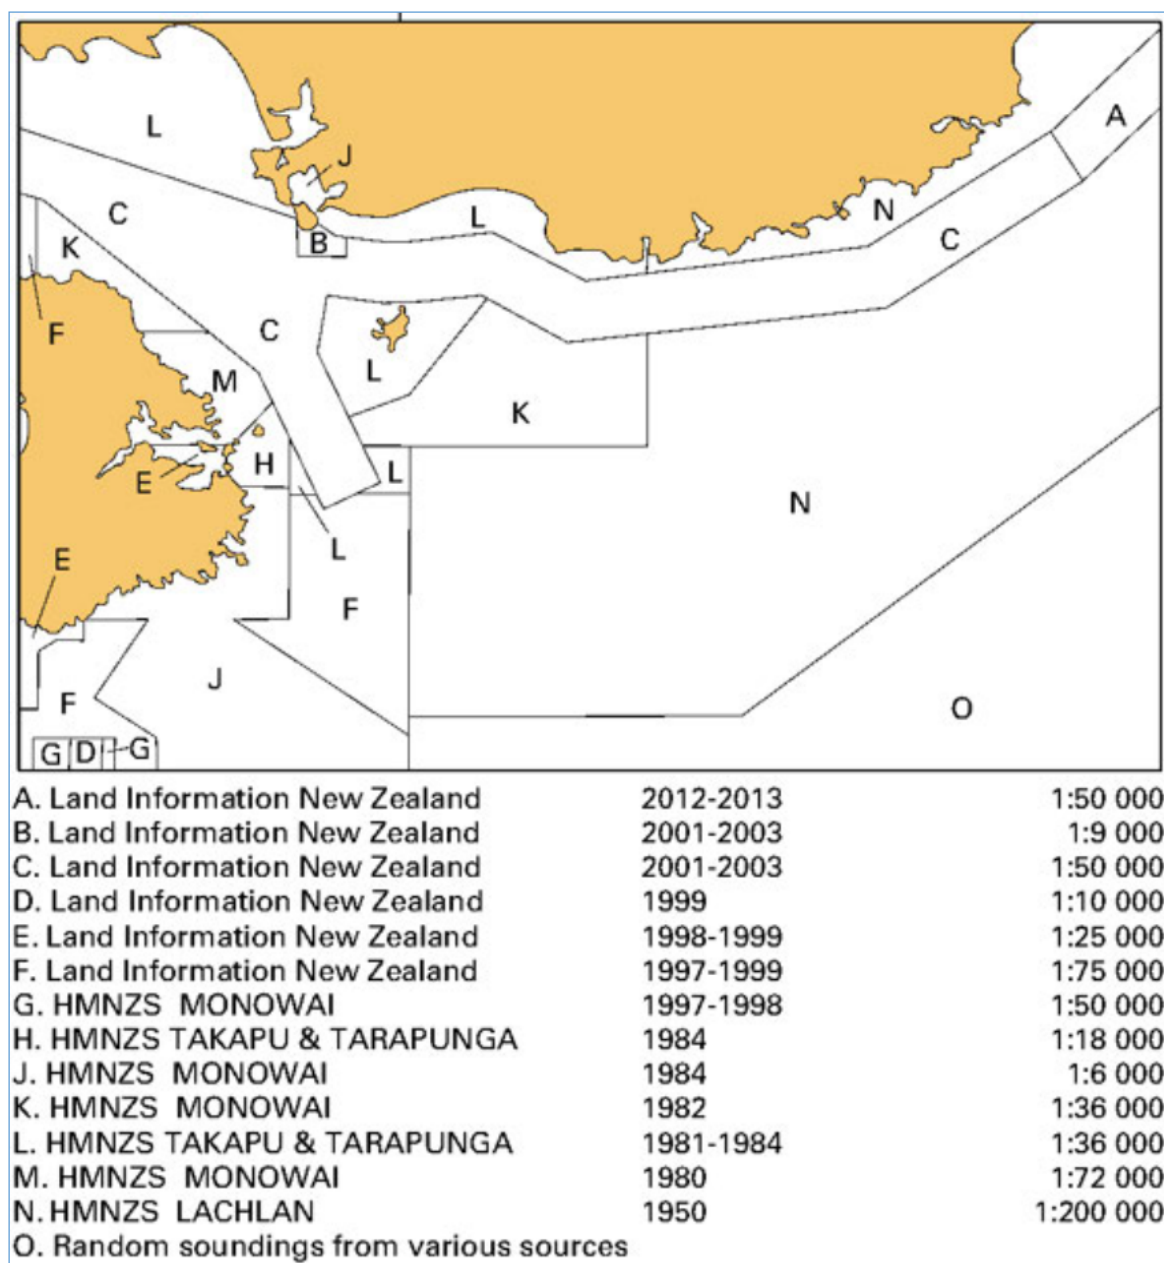 A
L
J
C
L
N
B
C
K
C
F
L
M
K
H
L
E
N
L
E
F
J
F
O
G D G
A. Land Information New Zealand 2012-2013 1:50 000
B. Land Information New Zealand 2001-2003 1:9 000
C. Land Information New Zealand 2001-2003 1:50 000
D. Land Information New Zealand 1999 1:10 000
E. Land Information New Zealand 1998-1999 1:25 000
F. Land Information New Zealand 1997-1999 1:75 000
G. HMNZS MONOWAI 1997-1998 1:50 000
H. HMNZS TAKAPU & TARAPUNGA 1984 1:18 000
J. HMNZS MONOWAI 1984 1:6 000
K. HMNZS MONOWAI 1982 1:36 000
L. HMNZS TAKAPU & TARAPUNGA 1981-1984 1:36 000
M. HMNZS MONOWAI 1980 1:72 000
N. HMNZS LACHLAN 1950 1:200 000
O. Random soundings from various sources